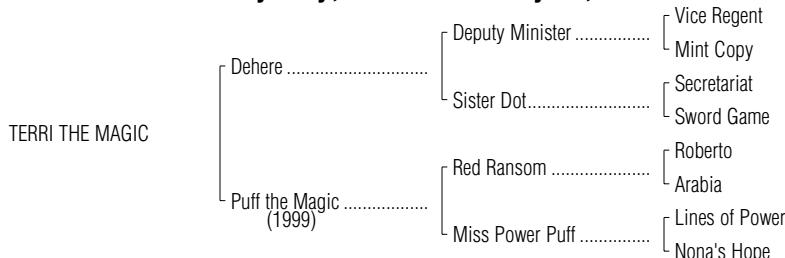 Vice Regent
Deputy Minister ................
Mint Copy
Dehere ..............................
Secretariat
Sister Dot..........................
Sword Game
TERRI THE MAGIC
Roberto
Red Ransom .....................
Arabia
Puff the Magic ..................
(1999)
Lines of Power
Miss Power Puff ...............
Nona's Hope